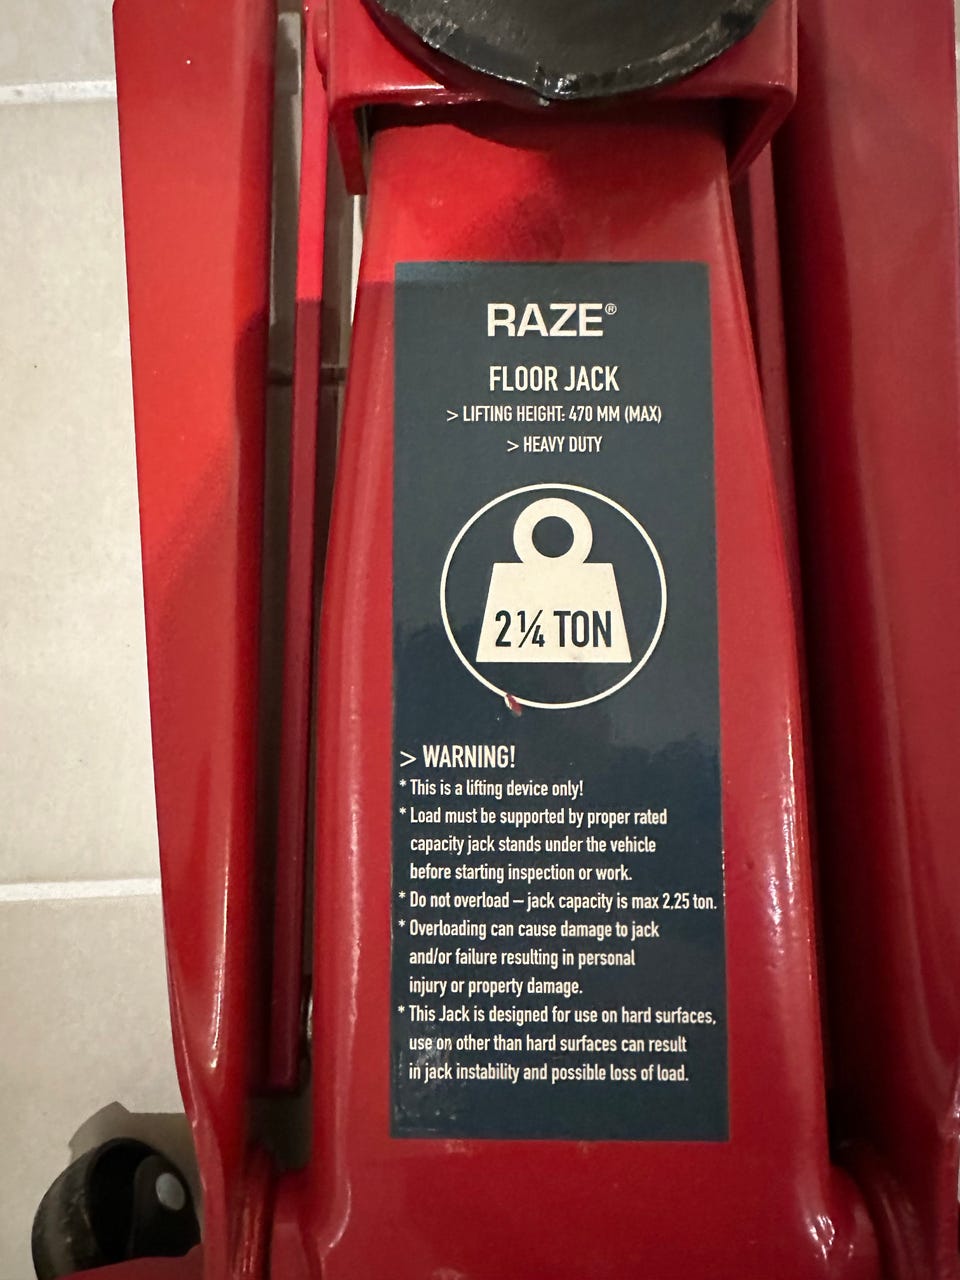 RAZE®
FLOOR JACK
> LIFTING HEIGHT: 470 MM (MAX)
> HEAVY DUTY
2 ¼ TON
> WARNING!
* This is a lifting device only!
* Load must be supported by proper rated
capacity jack stands under the vehicle
before starting inspection or work.
* Do not overload – jack capacity is max 2,25 ton.
* Overloading can cause damage to jack
and/or failure resulting in personal
injury or property damage.
* This Jack is designed for use on hard surfaces,
use on other than hard surfaces can result
in jack instability and possible loss of load.